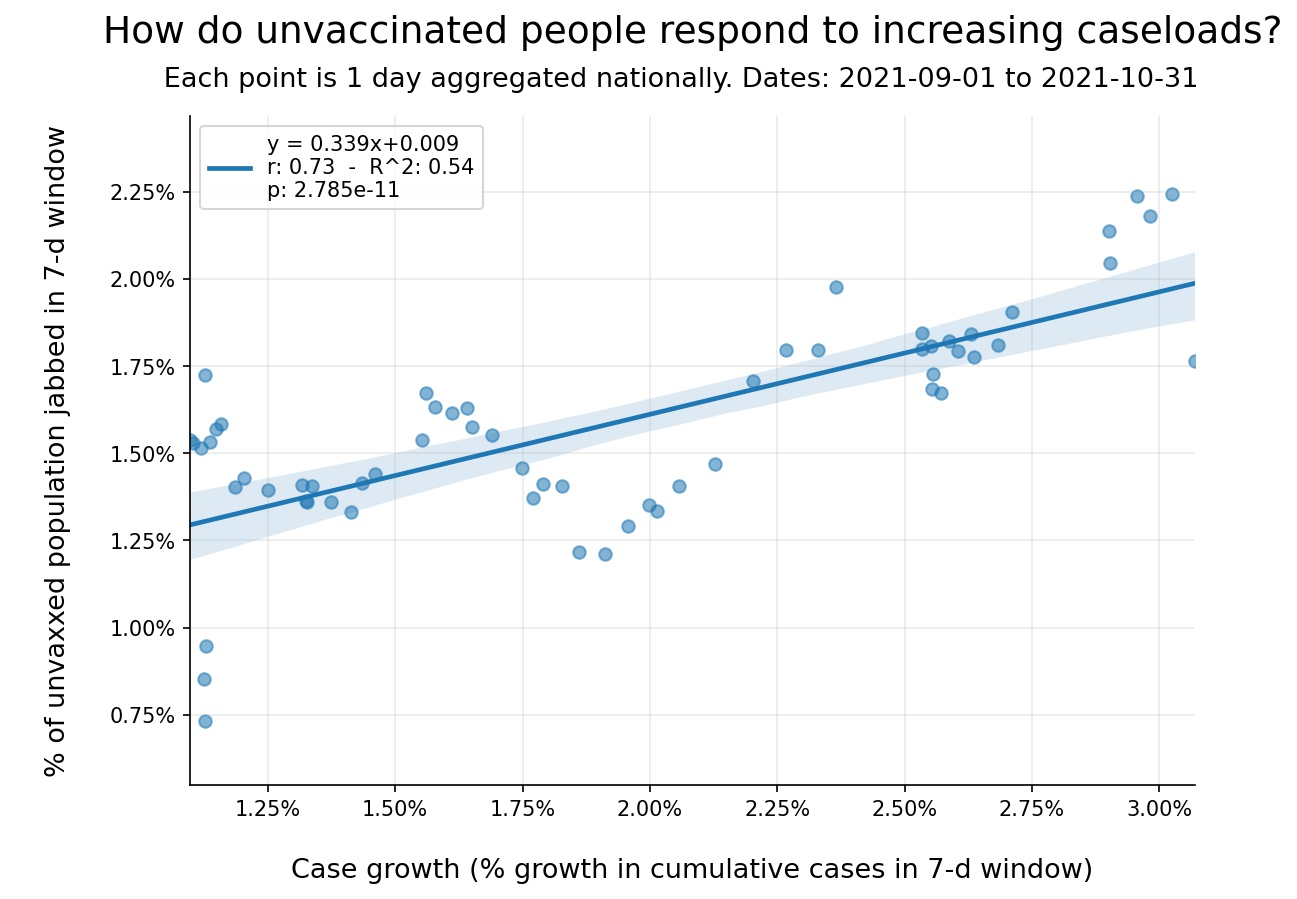 How do unvaccinated people respond to increasing caseloads?
Each point is 1 day aggregated nationally. Dates: 2021-09-01 to 2021-10-31
y = 0.339x+0.009
r: 0.73  -  R^2: 0.54
p: 2.785e-11
% of unvaxxed population jabbed in 7-d window
2.25%
2.00%
1.75%
1.50%
1.25%
1.00%
0.75%
1.25%
1.50%
1.75%
2.00%
2.25%
2.50%
2.75%
3.00%
Case growth (% growth in cumulative cases in 7-d window)